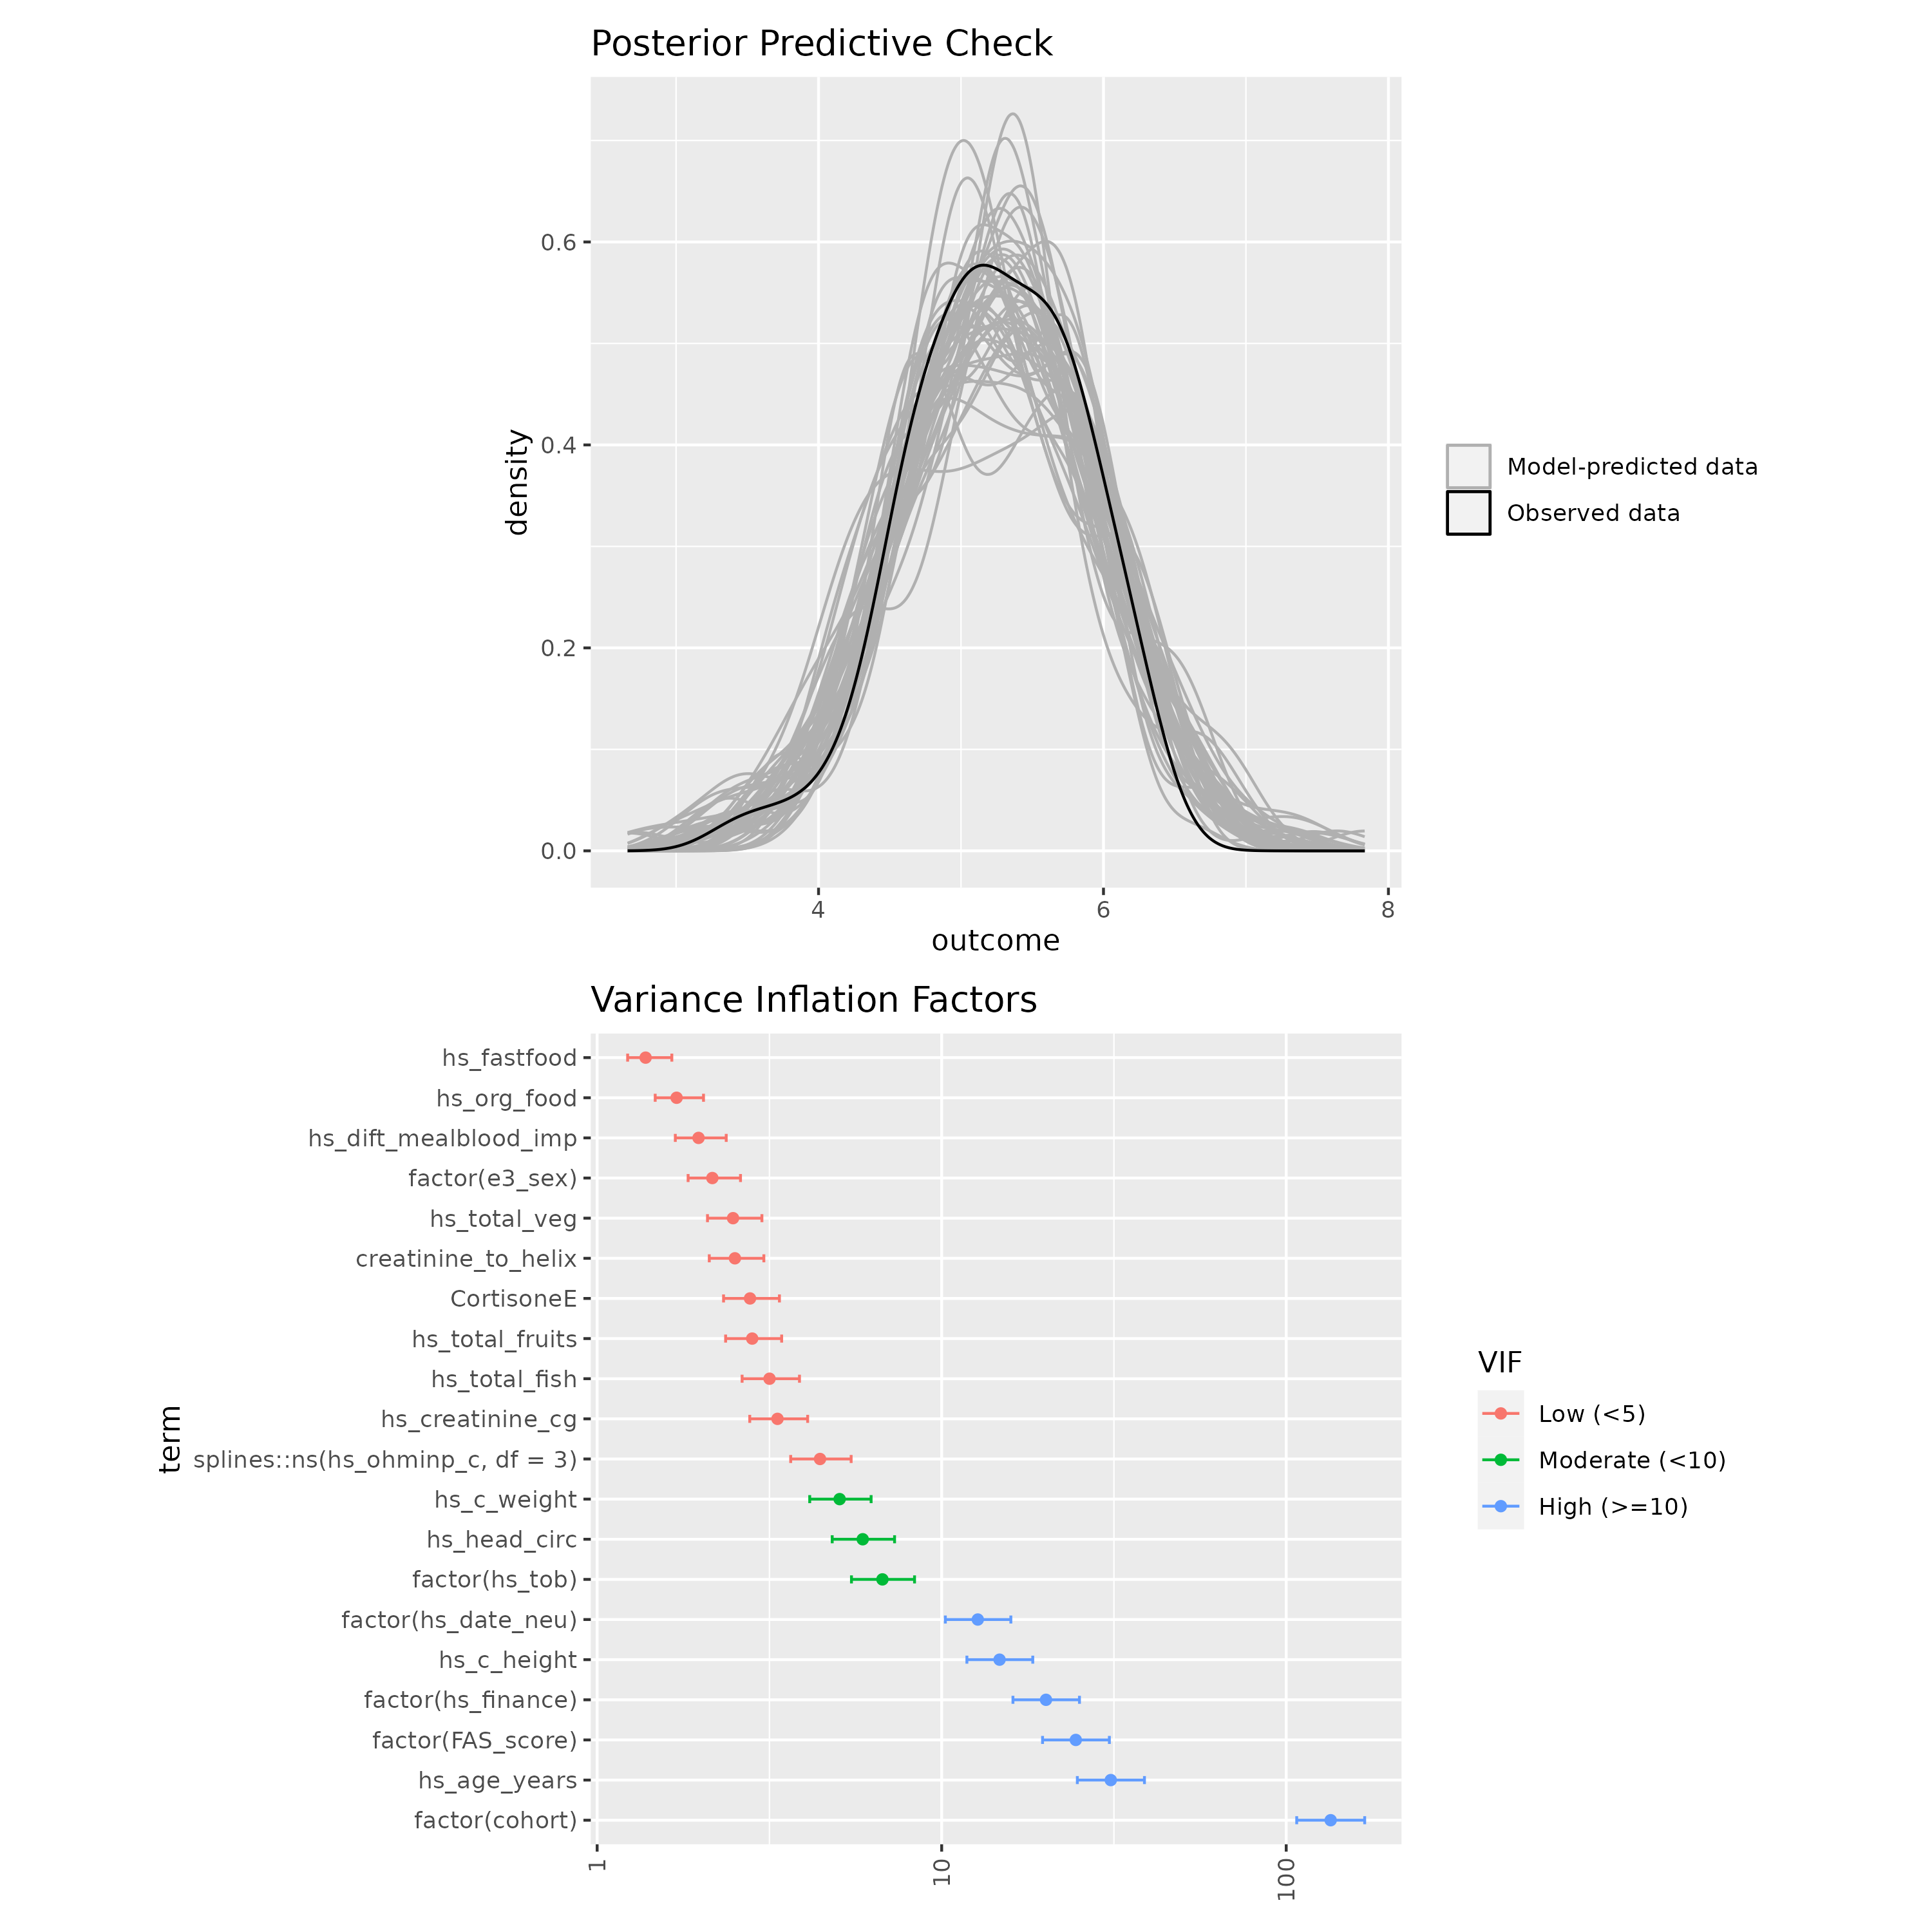 Posterior Predictive Check
density
0.6
0.4
0.2
0.0
4
6
8
outcome
Model-predicted data
Observed data
Variance Inflation Factors
term
hs_fastfood
hs_org_food
hs_dift_mealblood_imp
factor(e3_sex)
hs_total_veg
creatinine_to_helix
CortisoneE
hs_total_fruits
hs_total_fish
hs_creatinine_cg
splines::ns(hs_ohminp_c, df = 3)
hs_c_weight
hs_head_circ
factor(hs_tob)
factor(hs_date_neu)
hs_c_height
factor(hs_finance)
factor(FAS_score)
hs_age_years
factor(cohort)
1
10
100
VIF
Low (<5)
Moderate (<10)
High (>=10)